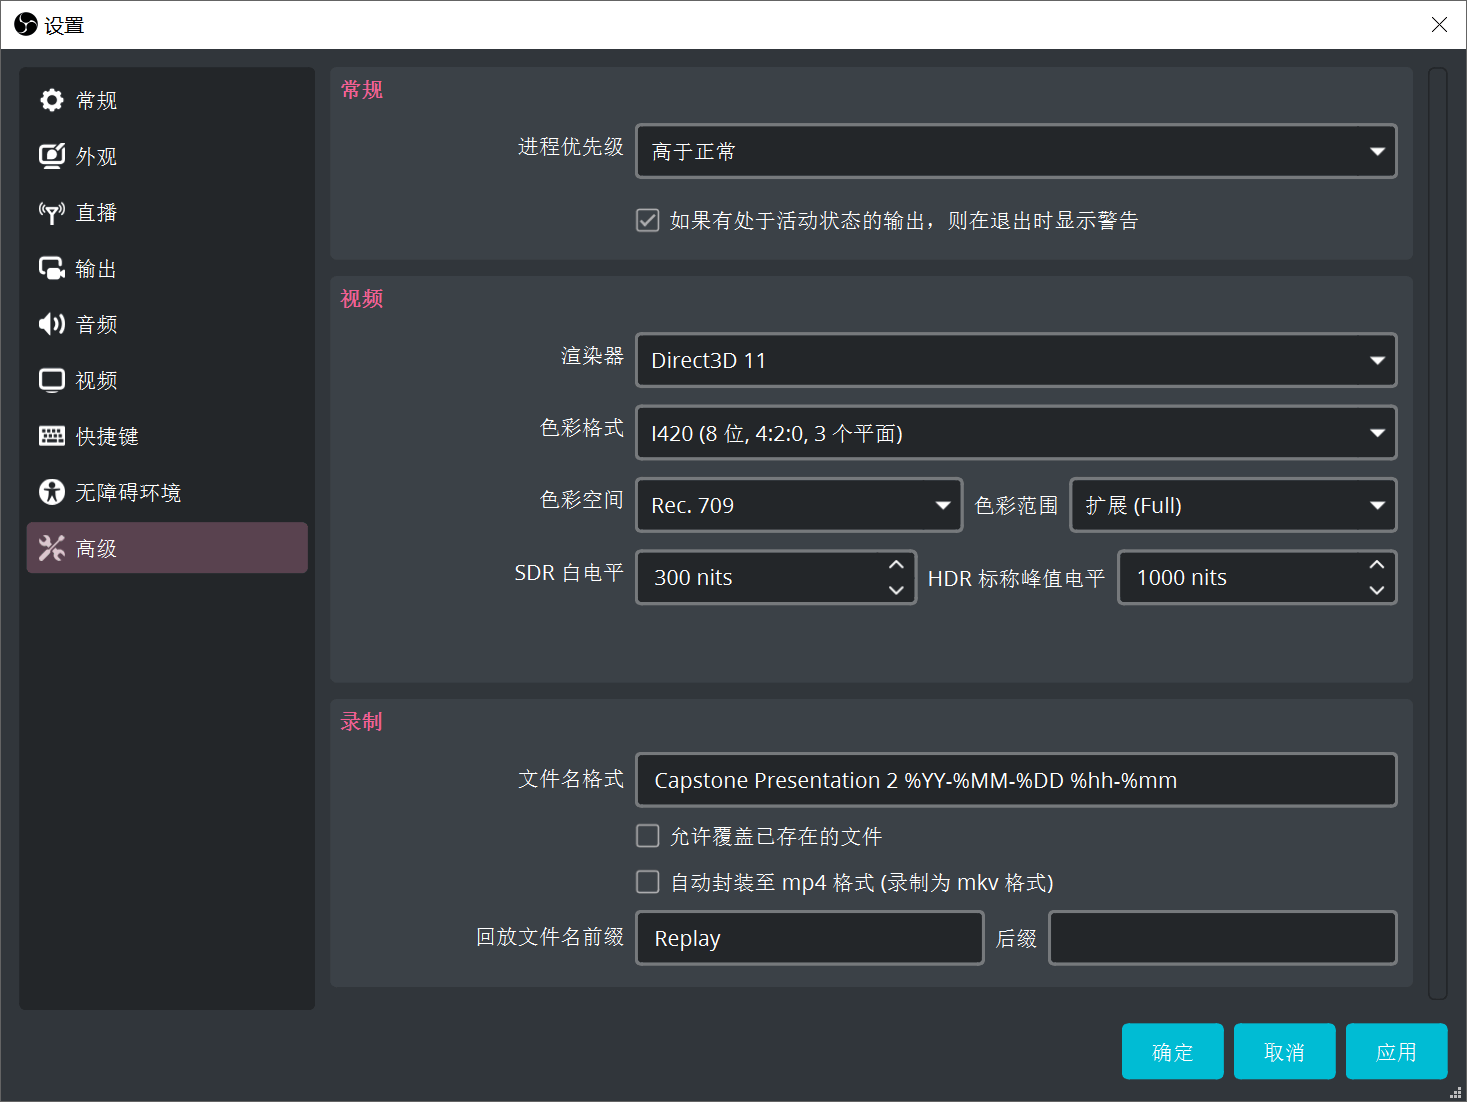 设置
常规
外观
直播
输出
音频
视频
快捷键
无障碍环境
高级
常规
进程优先级 高于正常
如果有处于活动状态的输出，则在退出时显示警告
视频
渲染器 Direct3D 11
色彩格式 I420 (8 位, 4:2:0, 3 个平面)
色彩空间 Rec. 709 色彩范围 扩展 (Full)
SDR 白电平 300 nits HDR 标称峰值电平 1000 nits
录制
文件名格式 Capstone Presentation 2 %YY-%MM-%DD %hh-%mm
允许覆盖已存在的文件
自动封装至 mp4 格式 (录制为 mkv 格式)
回放文件名前缀 Replay 后缀
确定 取消 应用